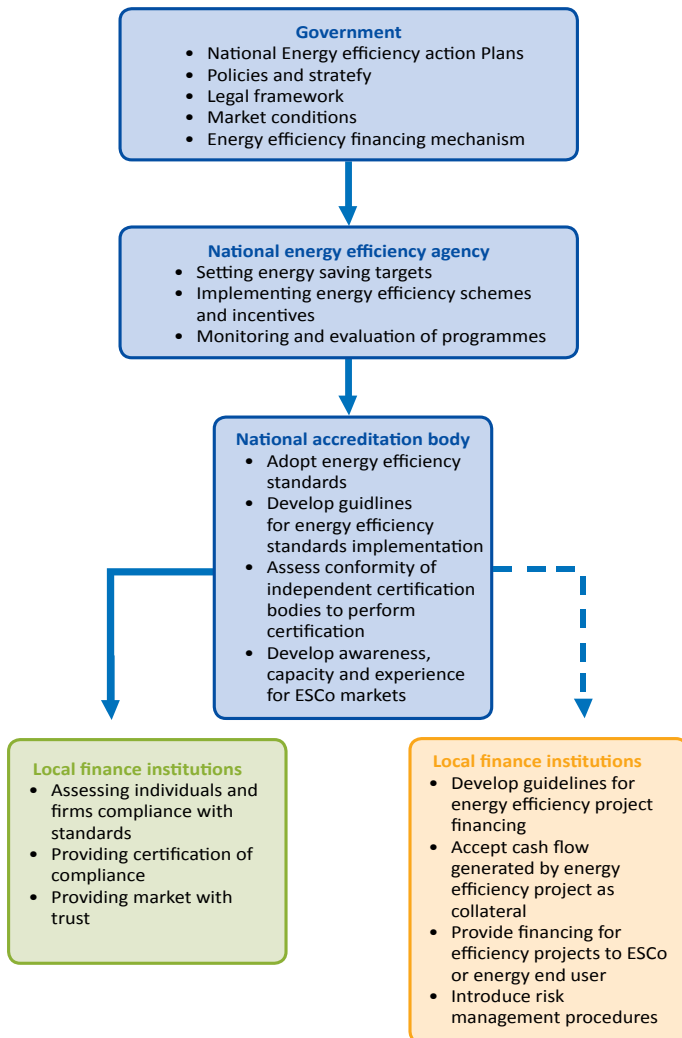 Government
• National Energy efficiency action Plans
• Policies and stratefy
• Legal framework
• Market conditions
• Energy efficiency financing mechanism
National energy efficiency agency
• Setting energy saving targets
• Implementing energy efficiency schemes
and incentives
• Monitoring and evaluation of programmes
National accreditation body
• Adopt energy efficiency
standards
• Develop guidlines
for energy efficiency
standards implementation
• Assess conformity of
independent certification
bodies to perform
certification
• Develop awareness,
capacity and experience
for ESCo markets
Local finance institutions
• Assessing individuals and
firms compliance with
standards
• Providing certification of
compliance
• Providing market with
trust
Local finance institutions
• Develop guidelines for
energy efficiency project
financing
• Accept cash flow
generated by energy
efficiency project as
collateral
• Provide financing for
efficiency projects to ESCo
or energy end user
• Introduce risk
management procedures